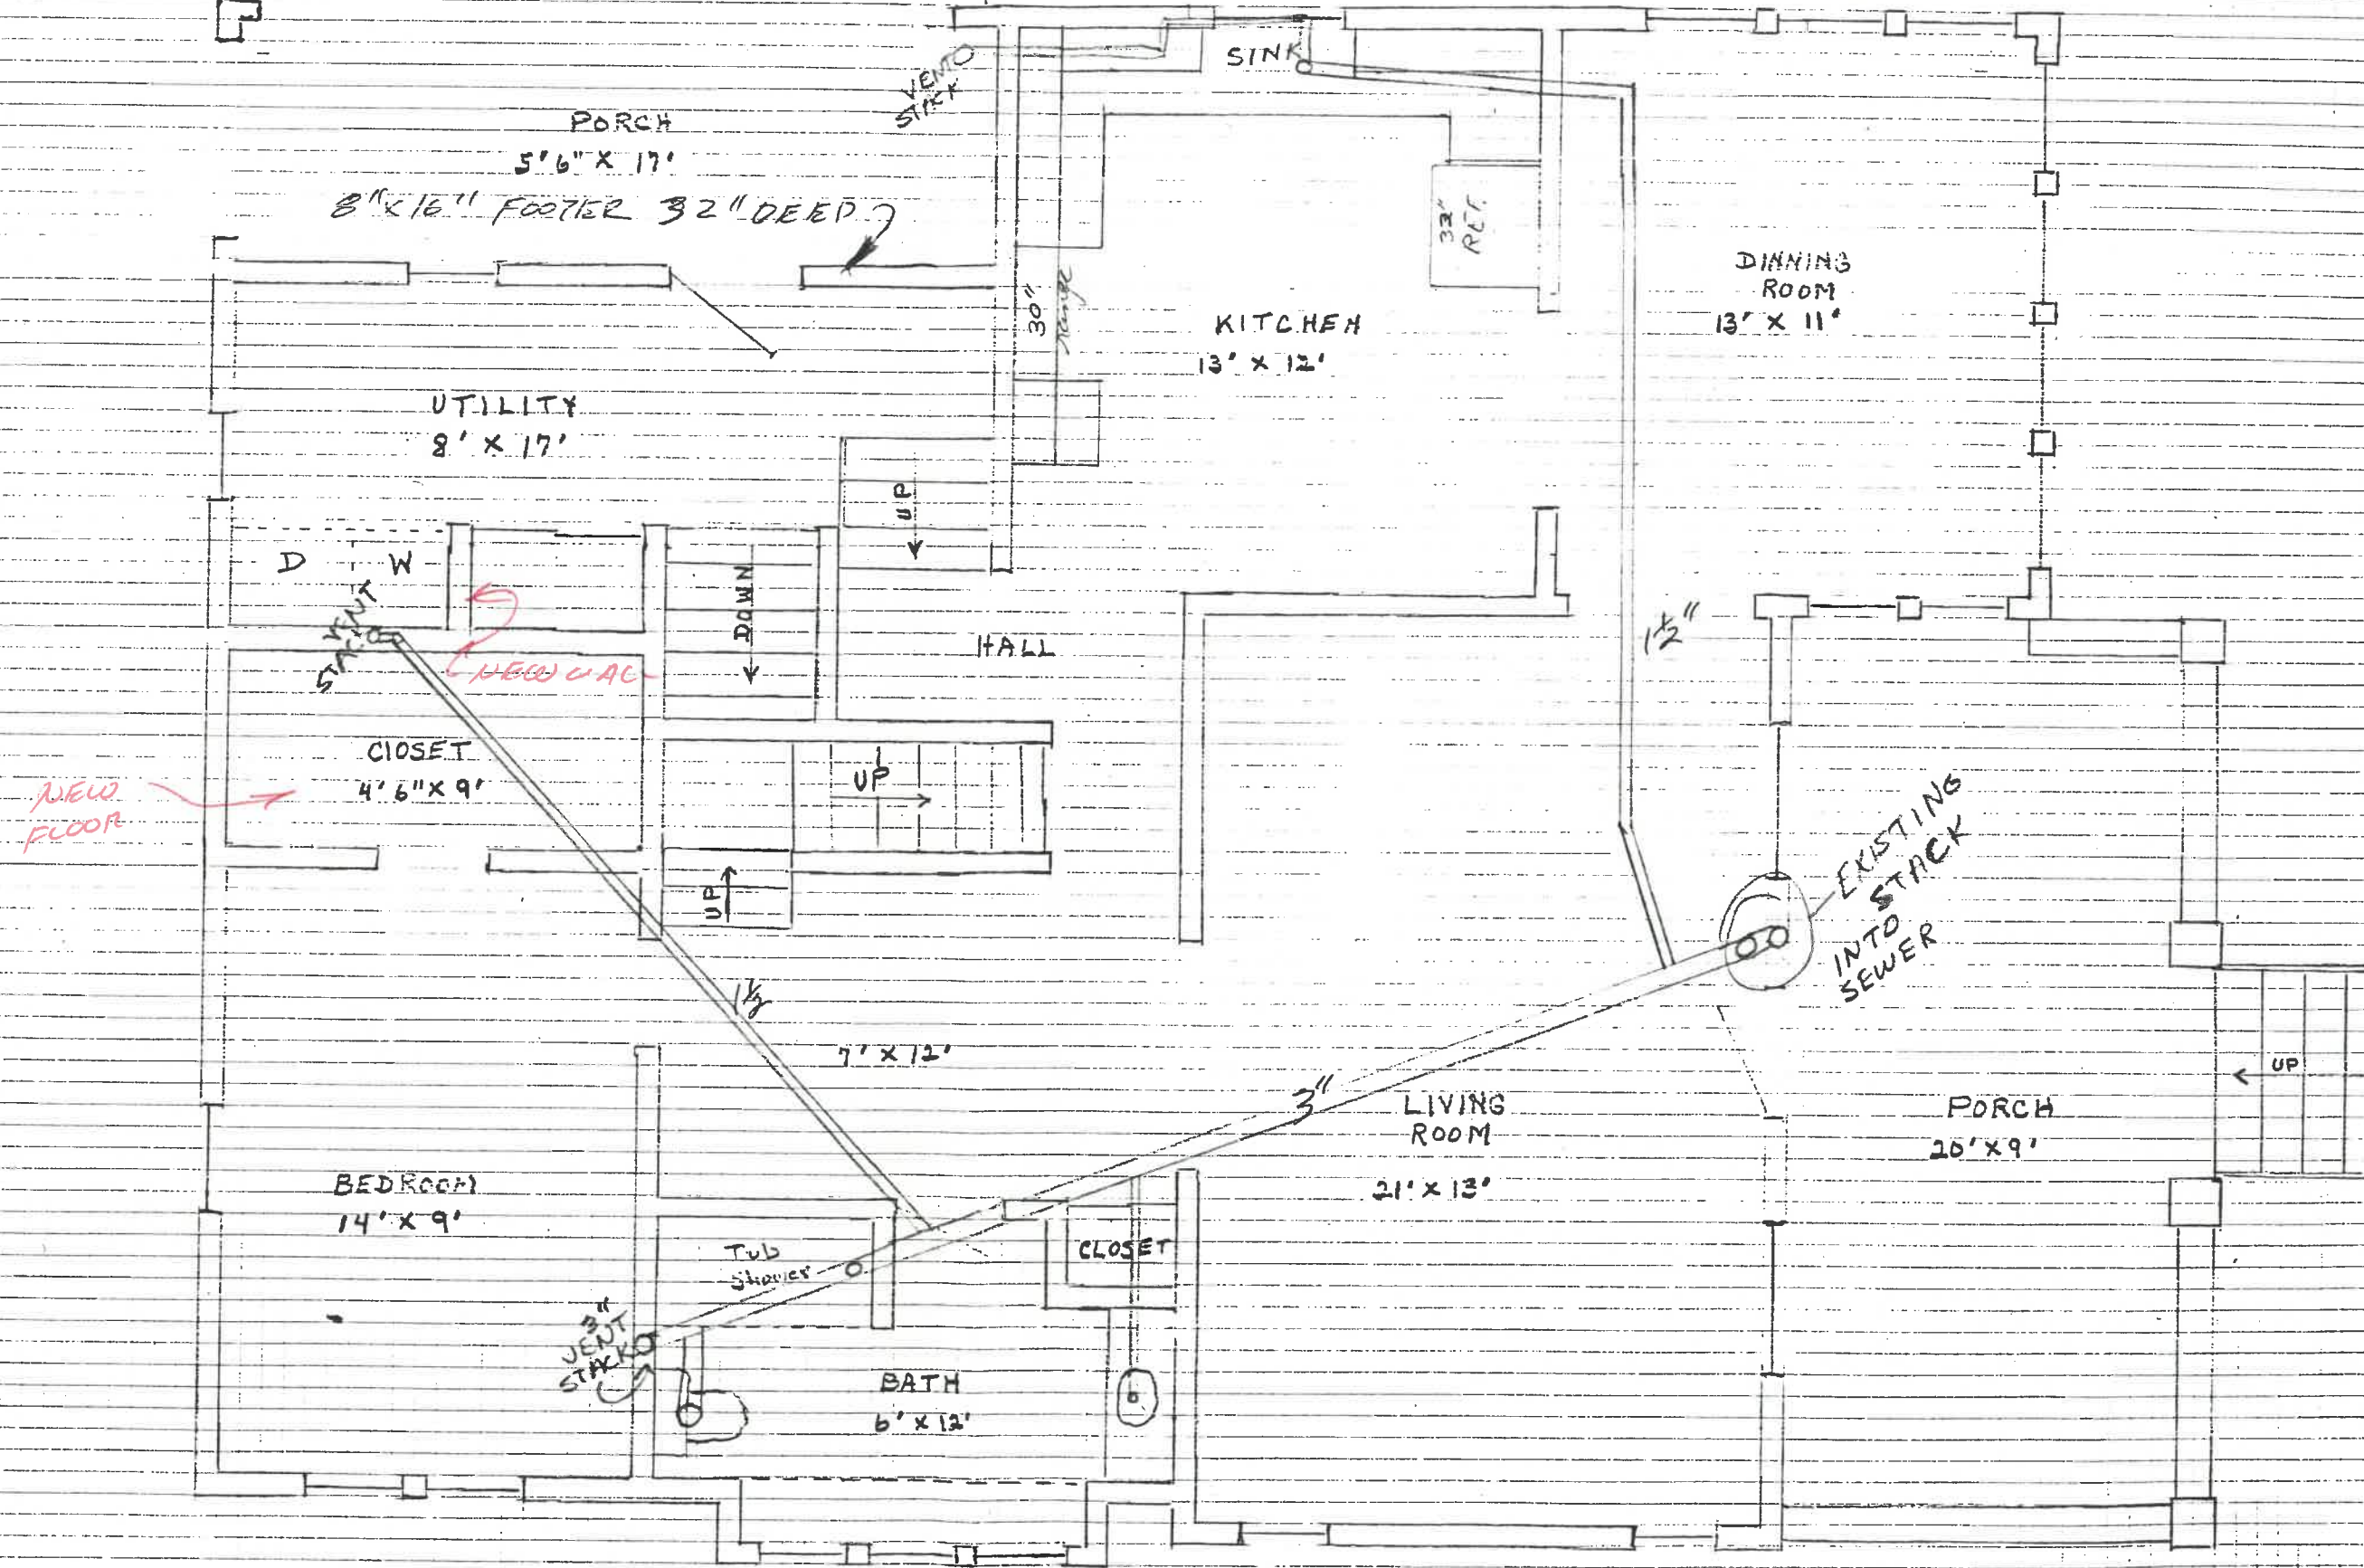 VENT
STACK
SINK
PORCH
5'6" X 17'
8"X16" FOOTER 32" DEEP
32"
REF.
30"
range
KITCHEN
13' X 12'
DINNING
ROOM
13' X 11'
UTILITY
8' X 17'
UP
D
W
DOWN
VENT
STACK
NEW WAL
HALL
1½"
CLOSET
4'6" X 9'
NEW
FLOOR
UP
UP
EXISTING
STACK
INTO
SEWER
1½
7' X 12'
3"
LIVING
ROOM
21' X 13'
PORCH
20' X 9'
UP
BEDROOM
14' X 9'
Tub
Shower
CLOSET
3"
VENT
STACK
BATH
6' X 12'